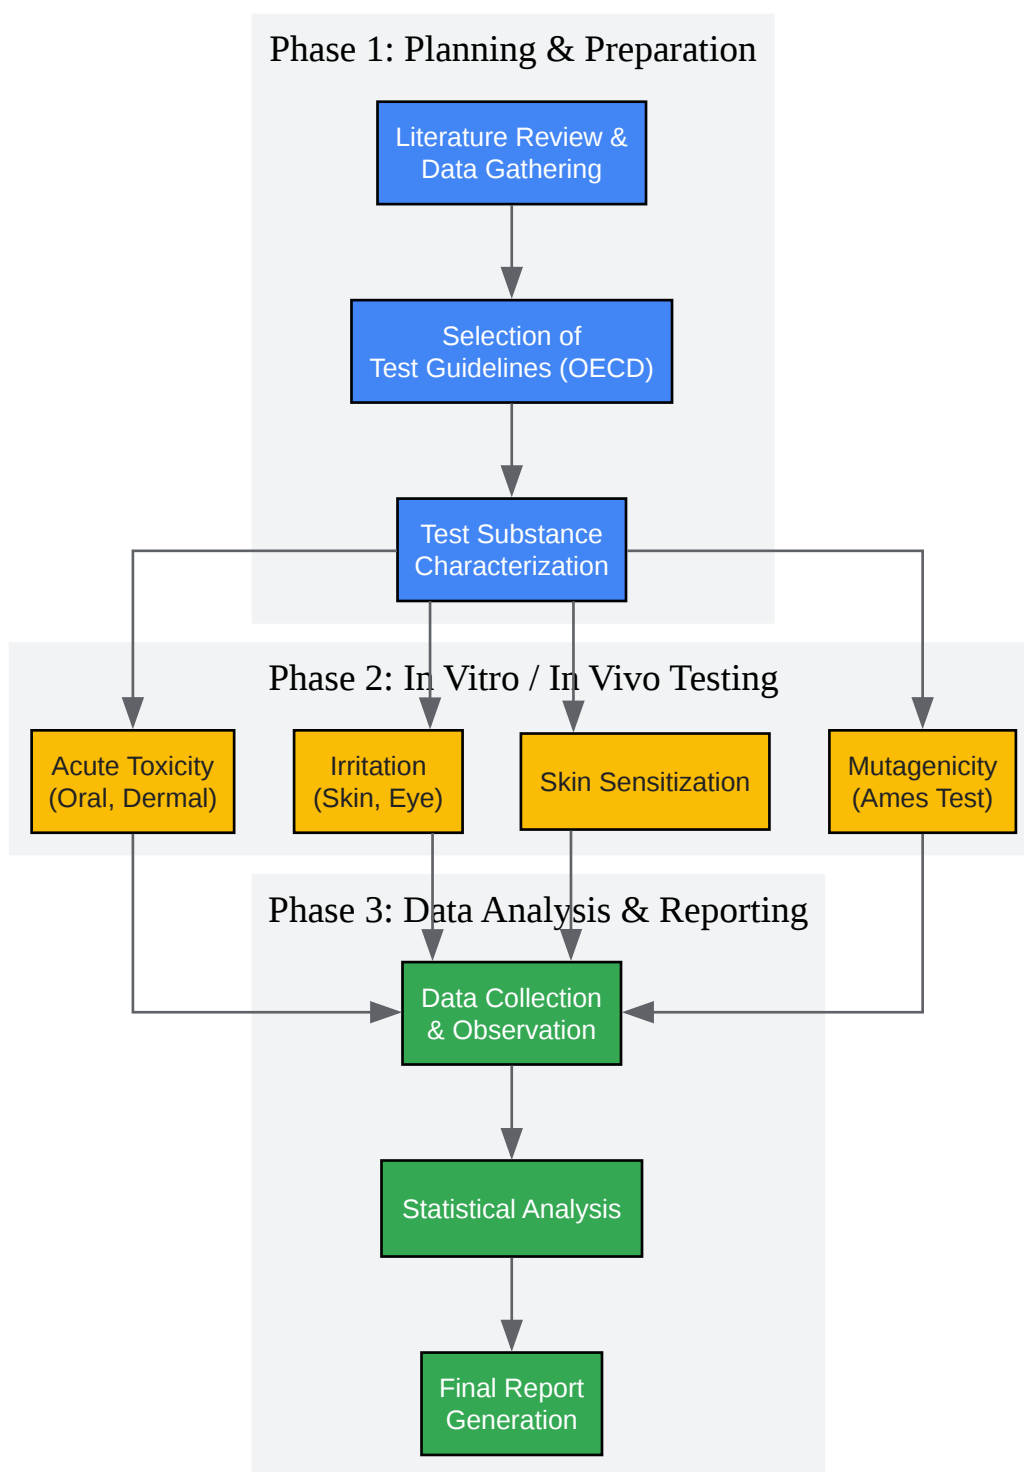 Phase 1: Planning & Preparation
Literature Review &
Data Gathering
Selection of
Test Guidelines (OECD)
Test Substance
Characterization
Phase 2: In Vitro / In Vivo Testing
Acute Toxicity
(Oral, Dermal)
Irritation
(Skin, Eye)
Skin Sensitization
Mutagenicity
(Ames Test)
Phase 3: Data Analysis & Reporting
Data Collection
& Observation
Statistical Analysis
Final Report
Generation